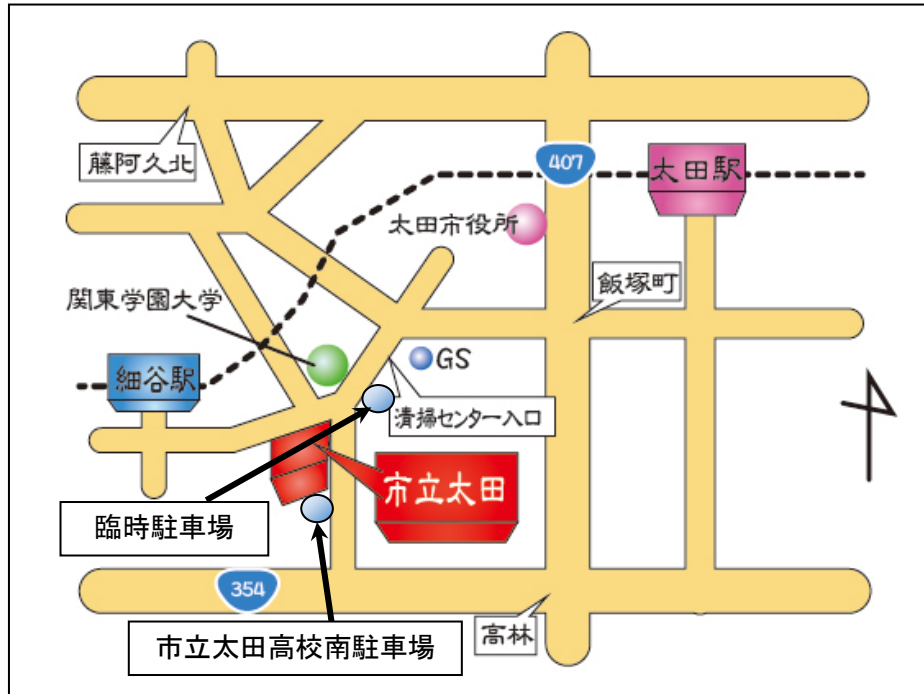 407
太田駅
藤阿久北
太田市役所
飯塚町
関東学園大学
GS
細谷駅
清掃センター入口
市立太田
臨時駐車場
354
高林
市立太田高校南駐車場